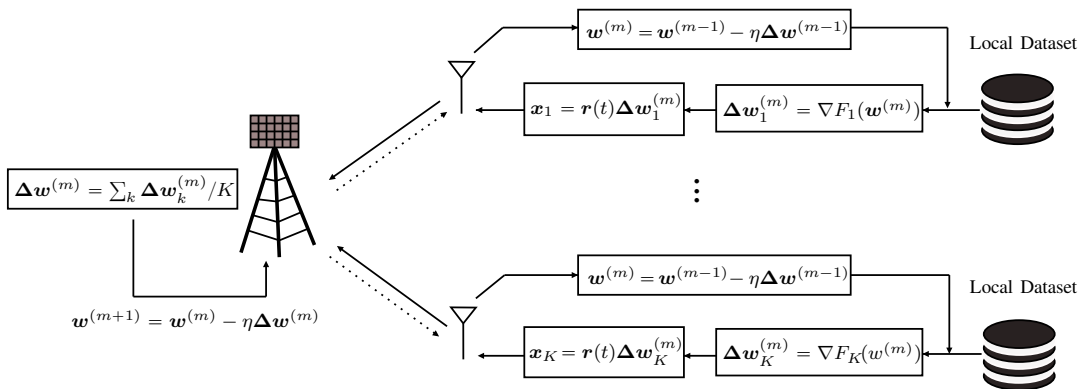 𝒘^(m) = 𝒘^(m−1) − η𝚫𝒘^(m−1)
Local Dataset
𝒙_1 = 𝒓(t)𝚫𝒘_1^(m)
𝚫𝒘_1^(m) = ∇F_1(𝒘^(m))
𝚫𝒘^(m) = ∑_k 𝚫𝒘_k^(m)/K
⋮
𝒘^(m) = 𝒘^(m−1) − η𝚫𝒘^(m−1)
Local Dataset
𝒘^(m+1) = 𝒘^(m) − η𝚫𝒘^(m)
𝒙_K = 𝒓(t)𝚫𝒘_K^(m)
𝚫𝒘_K^(m) = ∇F_K(w^(m))